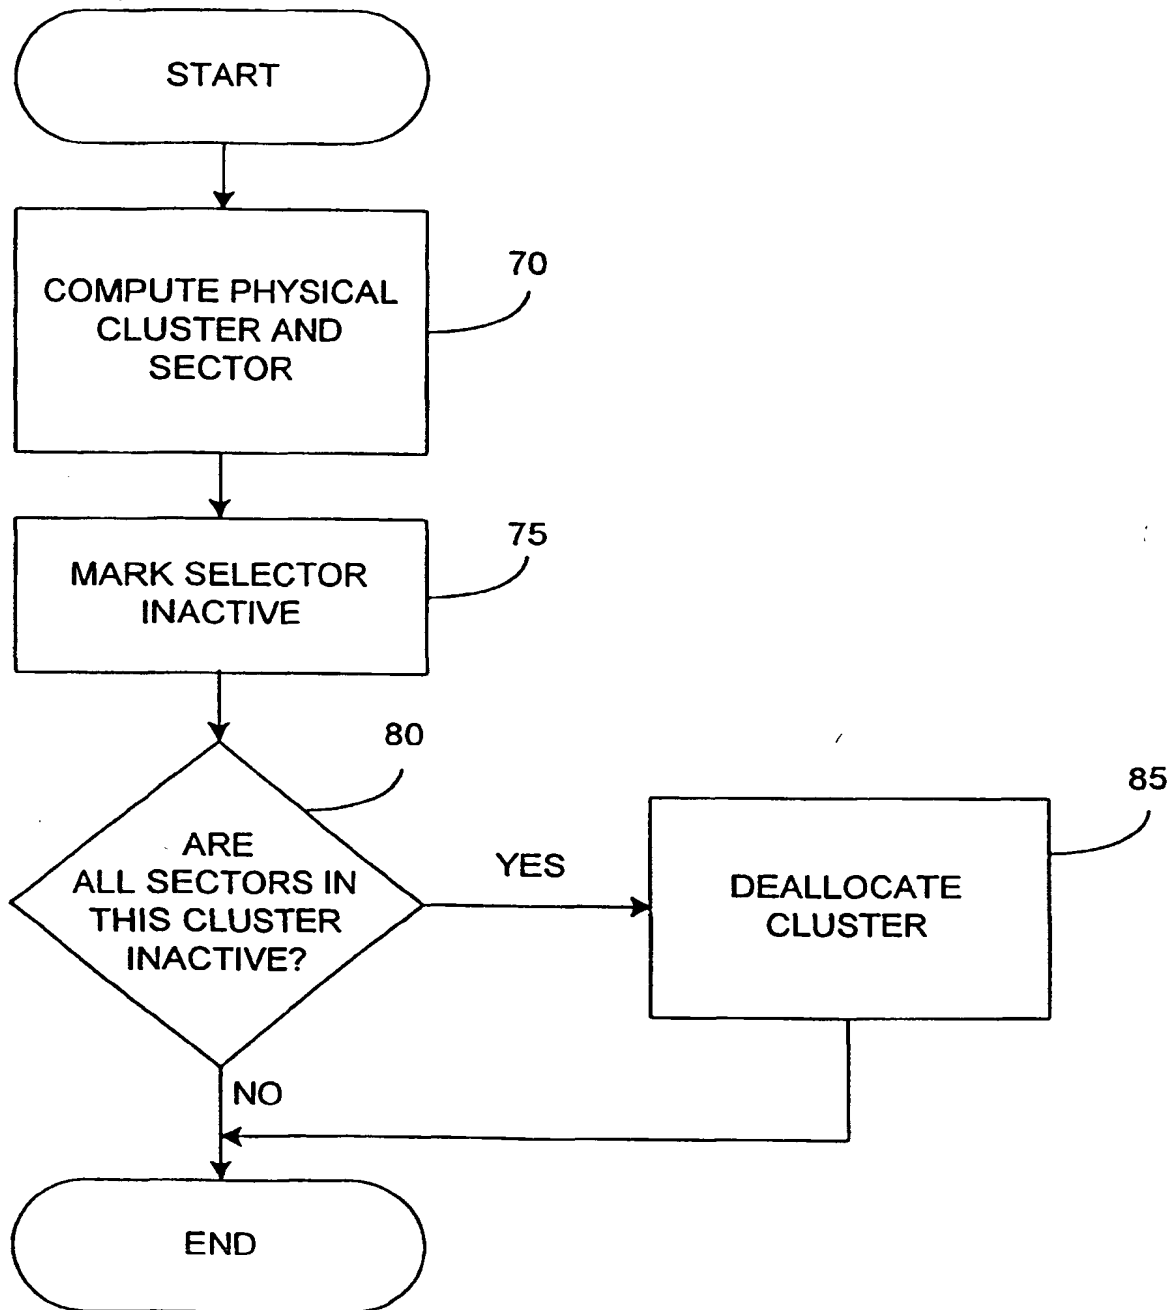 START
COMPUTE PHYSICAL
CLUSTER AND
SECTOR
70
MARK SELECTOR
INACTIVE
75
80
ARE
ALL SECTORS IN
THIS CLUSTER
INACTIVE?
YES
85
DEALLOCATE
CLUSTER
NO
END